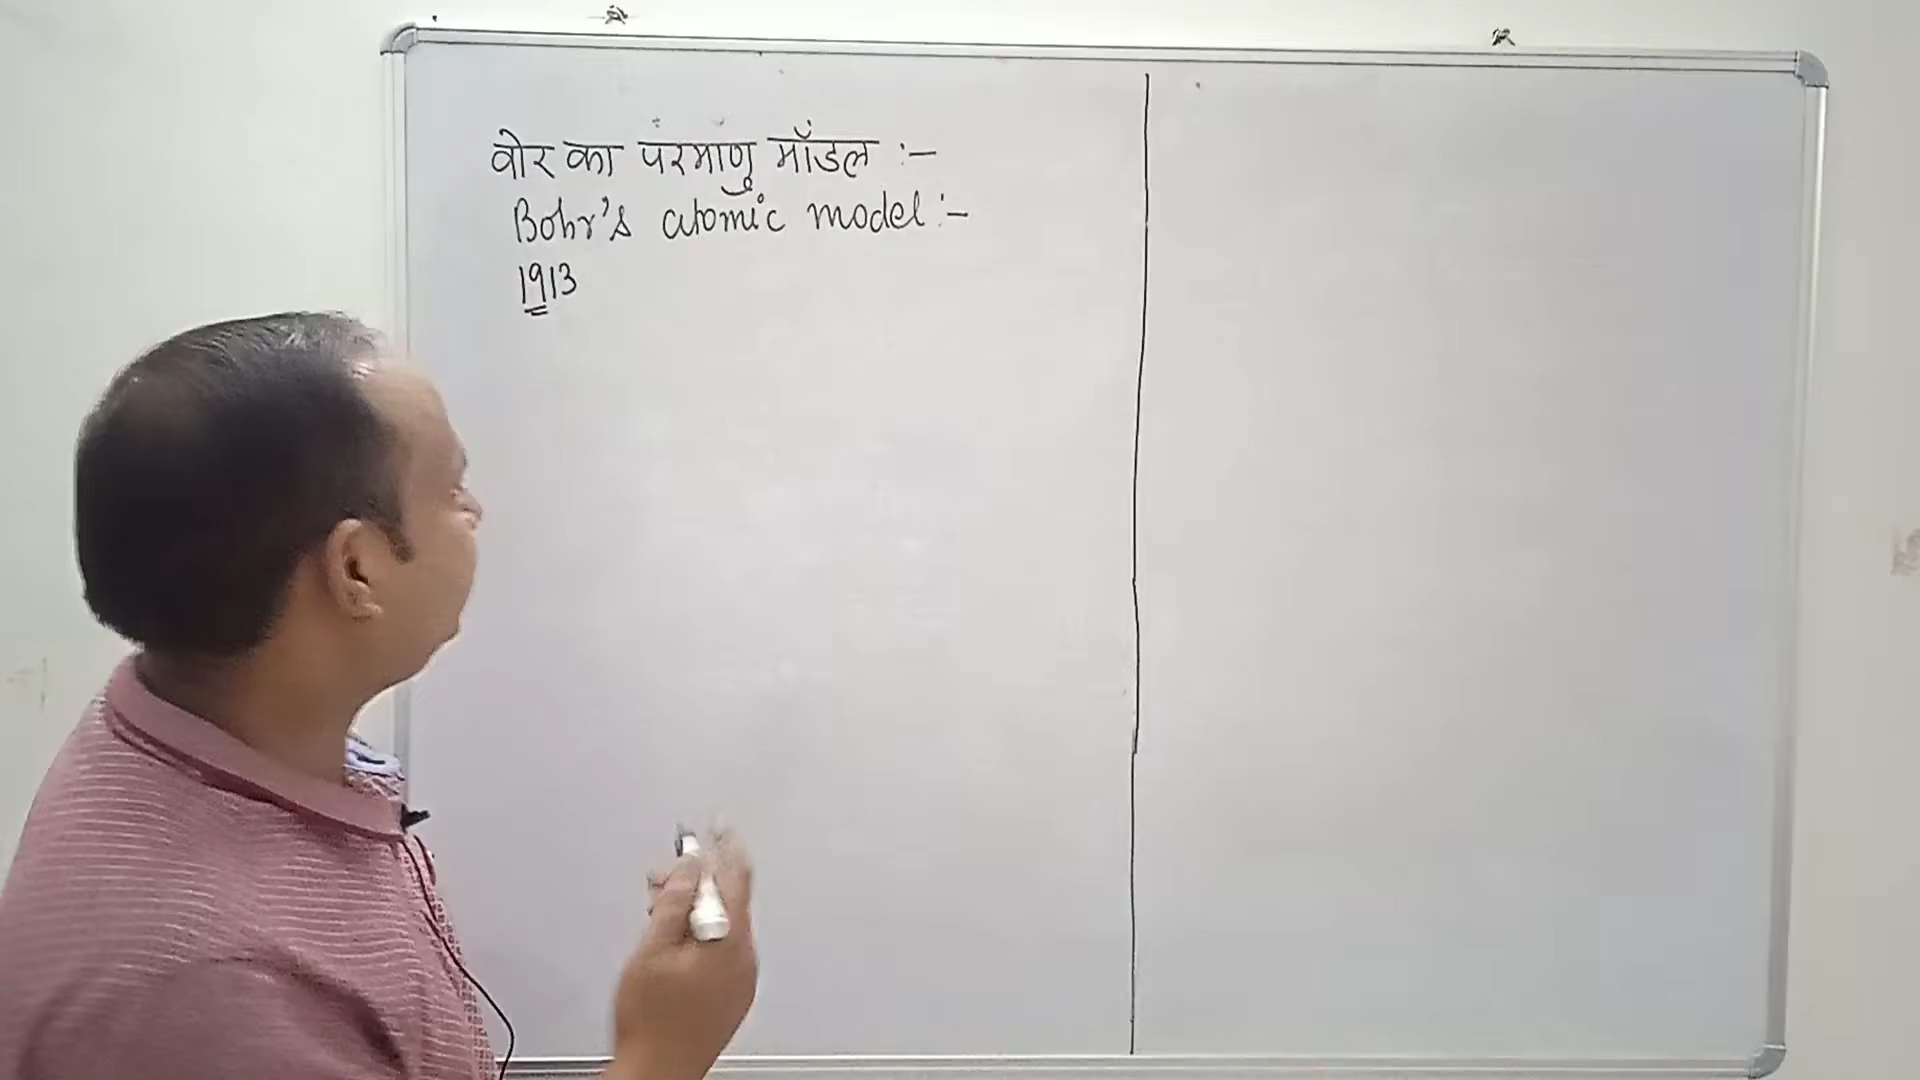 वोर का परमाणु मॉडल :-
Bohr's atomic model :-
1913